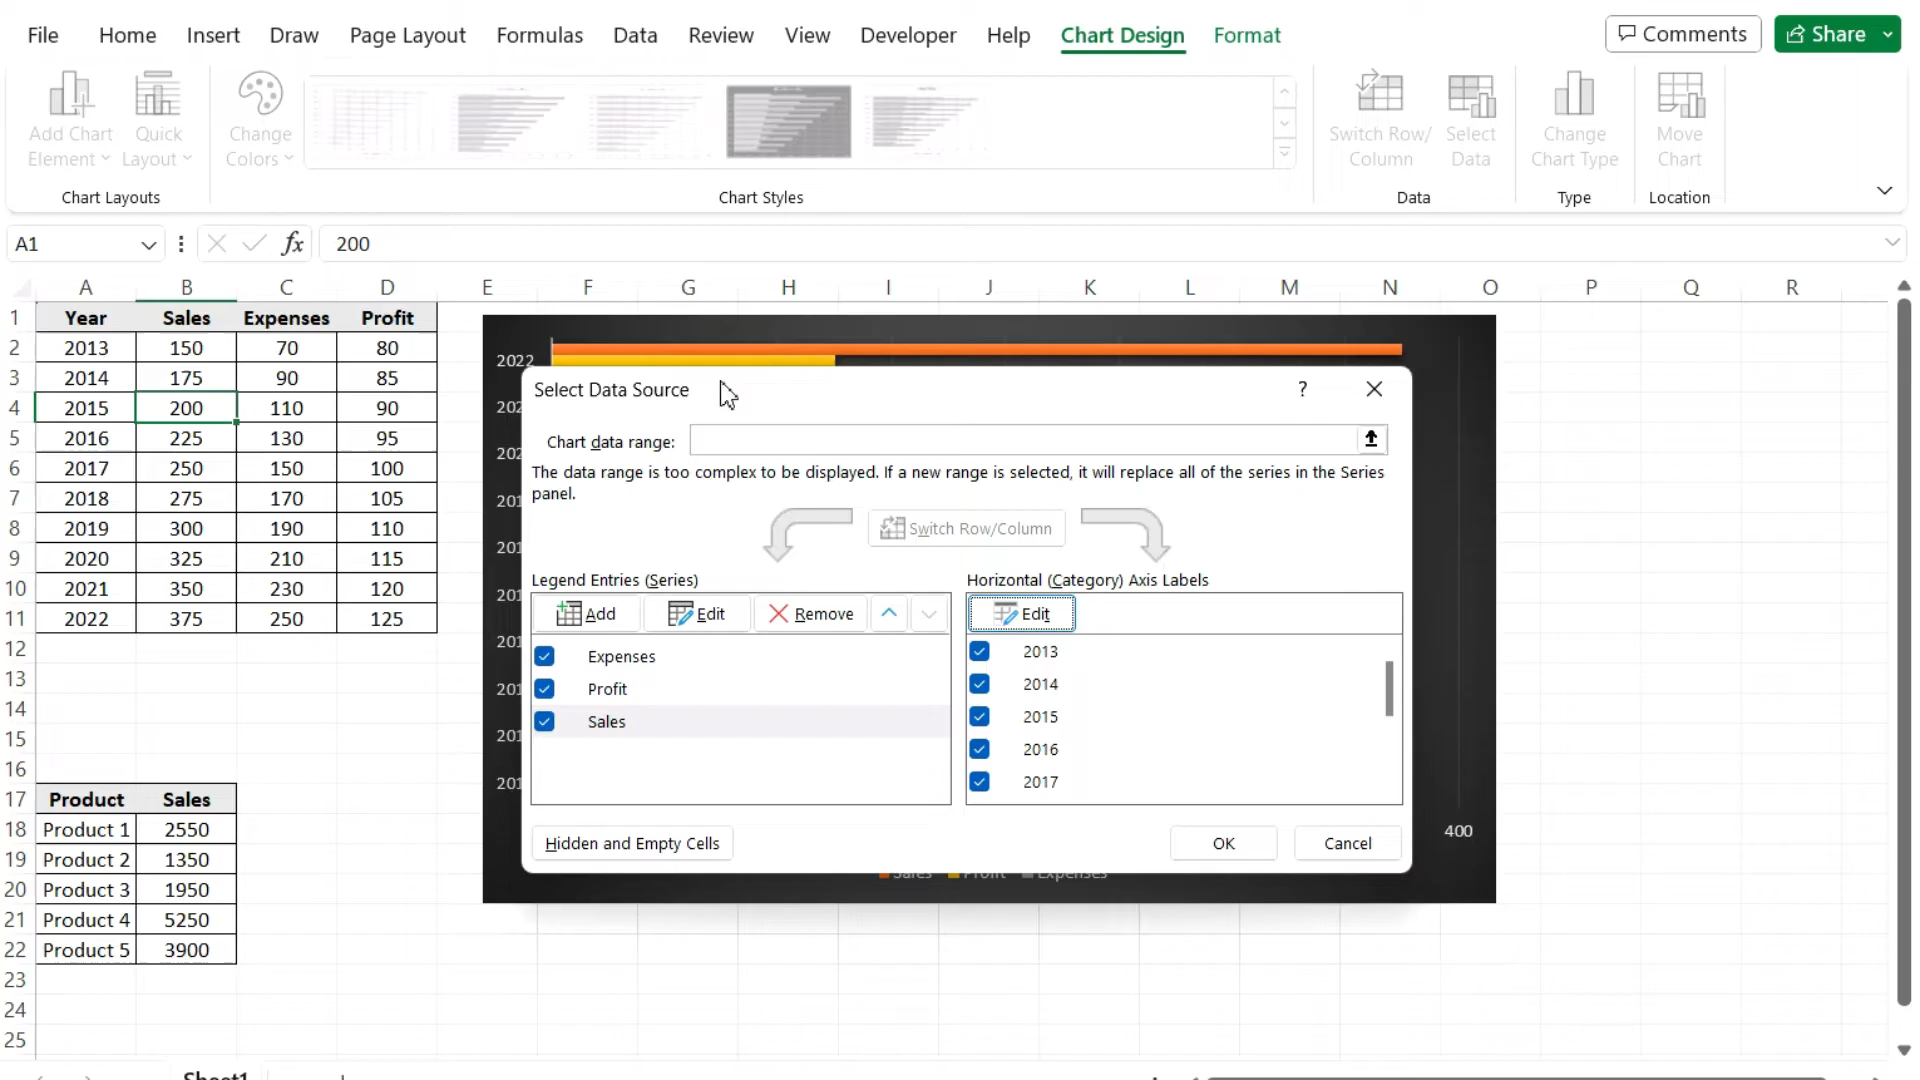 File Home Insert Draw Page Layout Formulas Data Review View Developer Help Chart Design Format Comments Share
Add Chart Element
Quick Layout
Chart Layouts
Change Colors
Chart Styles
Switch Row/ Column
Select Data
Data
Change Chart Type
Type
Move Chart
Location
A1 fx 200
A B C D E F G H I J K L M N O P Q R
1 Year Sales Expenses Profit
2 2013 150 70 80
3 2014 175 90 85
4 2015 200 110 90
5 2016 225 130 95
6 2017 250 150 100
7 2018 275 170 105
8 2019 300 190 110
9 2020 325 210 115
10 2021 350 230 120
11 2022 375 250 125
12
13
14
15
16
17 Product Sales
18 Product 1 2550
19 Product 2 1350
20 Product 3 1950
21 Product 4 5250
22 Product 5 3900
23
24
25
2022
Select Data Source ?
Chart data range:
The data range is too complex to be displayed. If a new range is selected, it will replace all of the series in the Series
panel.
Switch Row/Column
Legend Entries (Series)
Add Edit Remove
Expenses
Profit
Sales
Horizontal (Category) Axis Labels
Edit
2013
2014
2015
2016
2017
Hidden and Empty Cells OK Cancel
400
Sales Profit Expenses
Sheet1